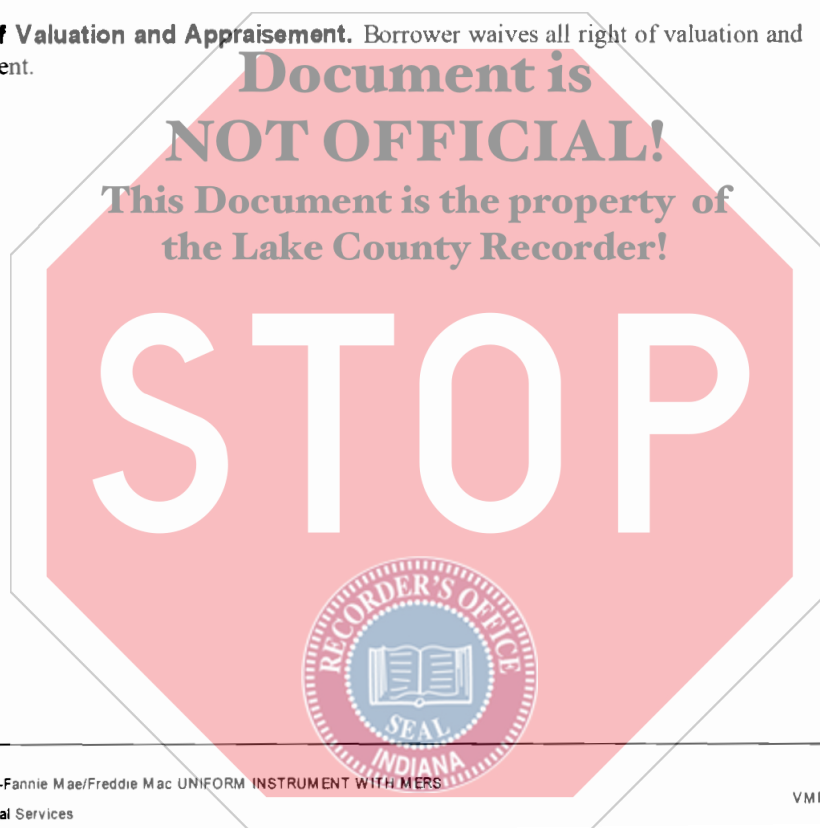 f Valuation and Appraisement. Borrower waives all right of valuation and
ent.
Document is
NOT OFFICIAL!
This Document is the property of
the Lake County Recorder!
STOP
RECORDER'S OFFICE
SEAL
INDIANA
-Fannie Mae/Freddie Mac UNIFORM INSTRUMENT WITH MERS
VM
al Services